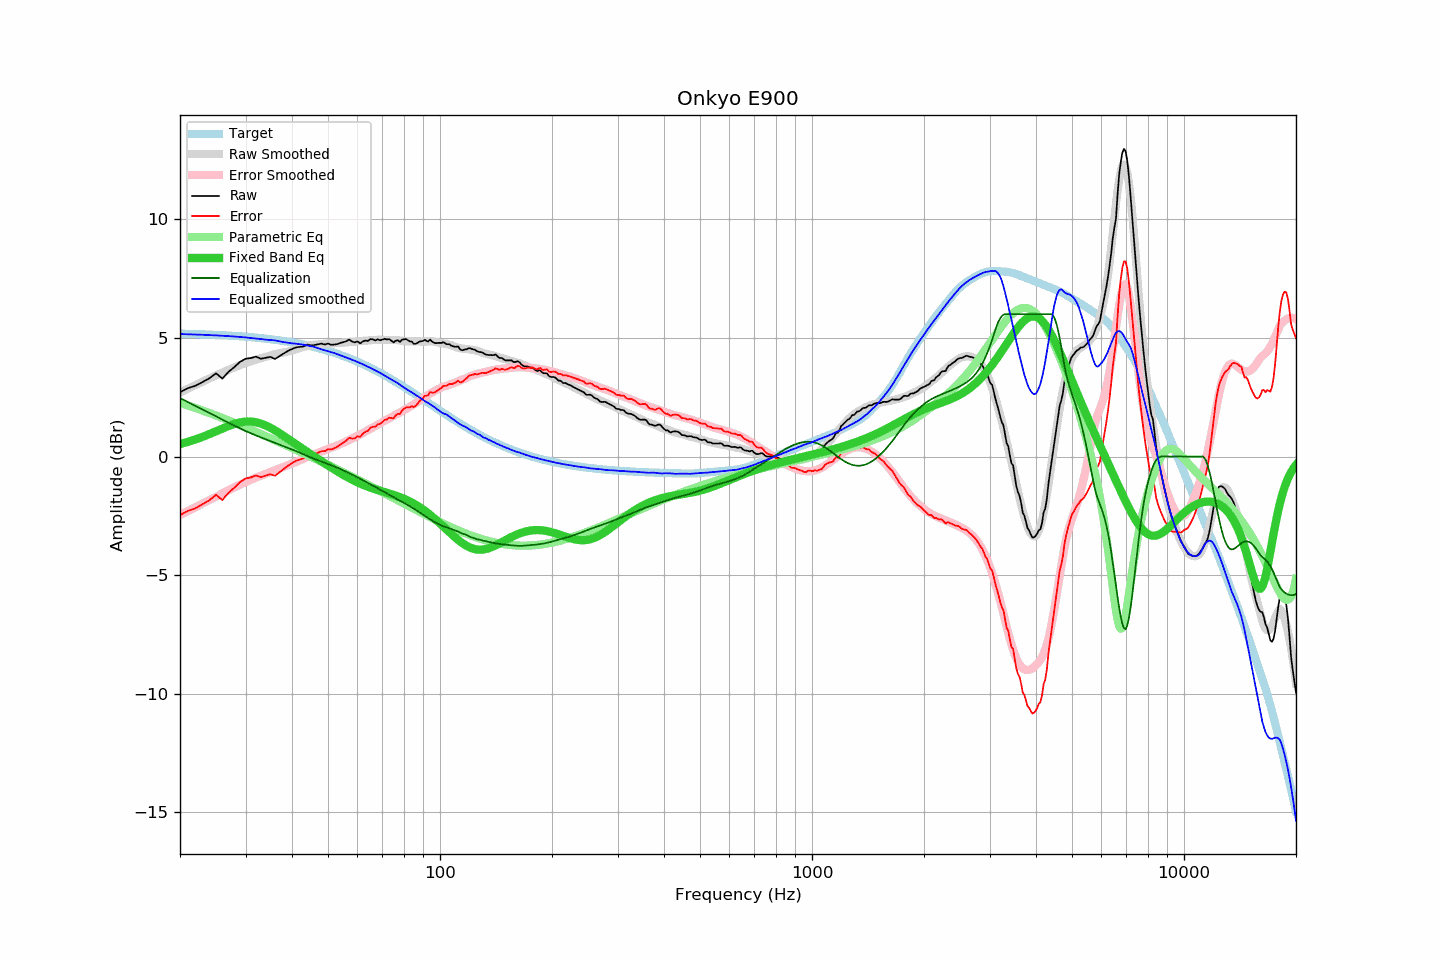 Onkyo E900
Target
Raw Smoothed
Error Smoothed
Raw
Error
Parametric Eq
Fixed Band Eq
Equalization
Equalized smoothed
Amplitude (dBr)
10
5
0
−5
−10
−15
100
1000
10000
Frequency (Hz)